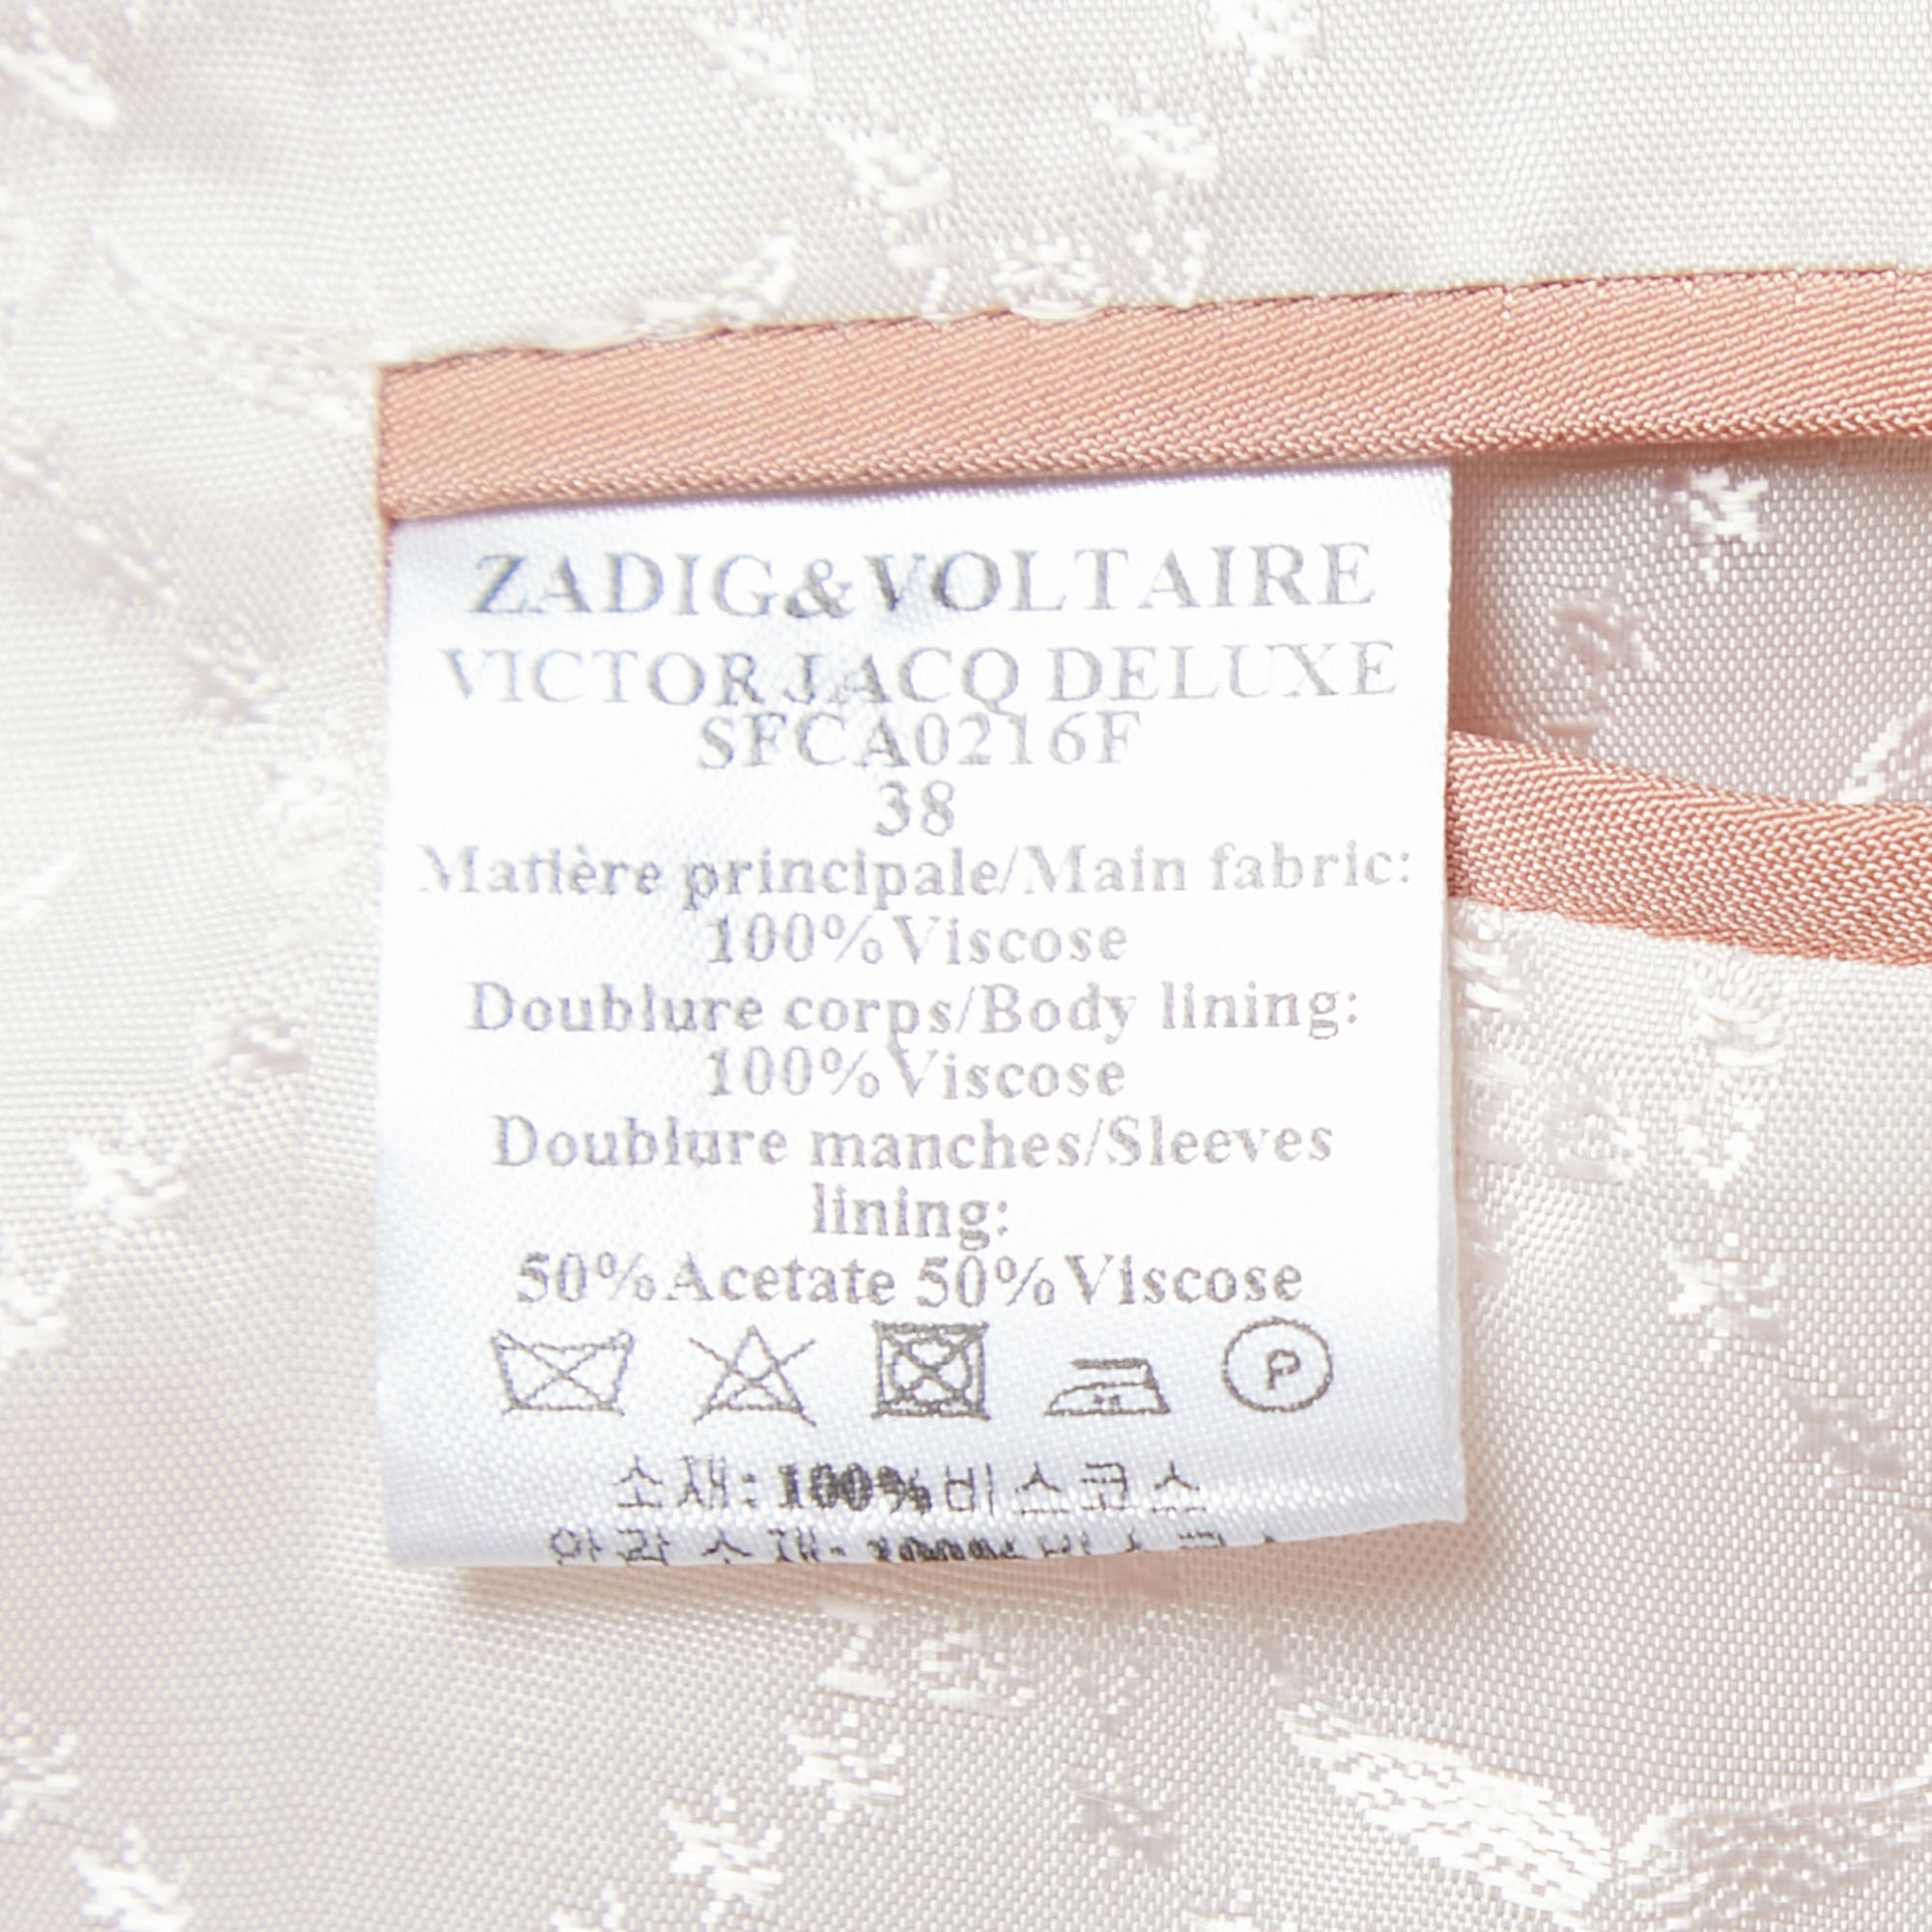 ZADIG&VOLTAIRE
VICTOR JACQ DELUXE
SFCA0216F
38
Matière principale/Main fabric:
100%Viscose
Doublure corps/Body lining:
100%Viscose
Doublure manches/Sleeves
lining:
50%Acetate 50%Viscose
P
소재: 100%비스코스